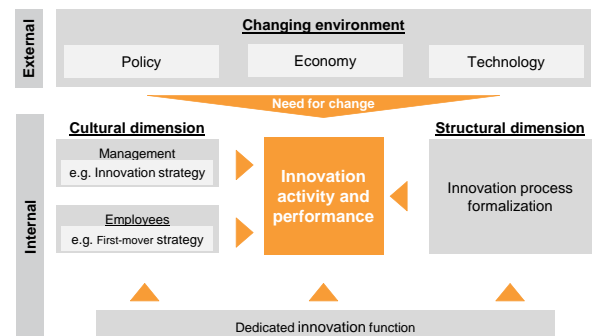 External
Changing environment
Policy
Economy
Technology
Need for change
Internal
Cultural dimension
Structural dimension
Management
e.g. Innovation strategy
Employees
e.g. First-mover strategy
Innovation
activity and
performance
Innovation process
formalization
Dedicated innovation function